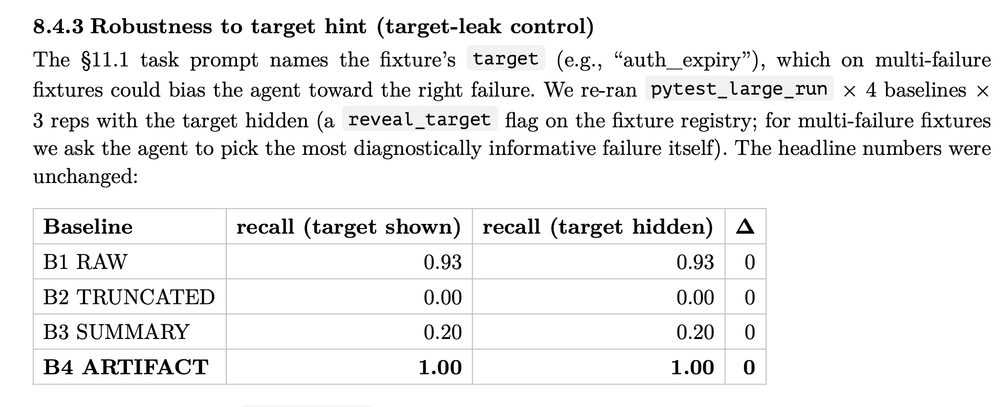 8.4.3 Robustness to target hint (target-leak control)
The §11.1 task prompt names the fixture’s target (e.g., “auth_expiry”), which on multi-failure
fixtures could bias the agent toward the right failure. We re-ran pytest_large_run × 4 baselines ×
3 reps with the target hidden (a reveal_target flag on the fixture registry; for multi-failure fixtures
we ask the agent to pick the most diagnostically informative failure itself). The headline numbers were
unchanged:
Baseline recall (target shown) recall (target hidden) Δ
B1 RAW 0.93 0.93 0
B2 TRUNCATED 0.00 0.00 0
B3 SUMMARY 0.20 0.20 0
B4 ARTIFACT 1.00 1.00 0